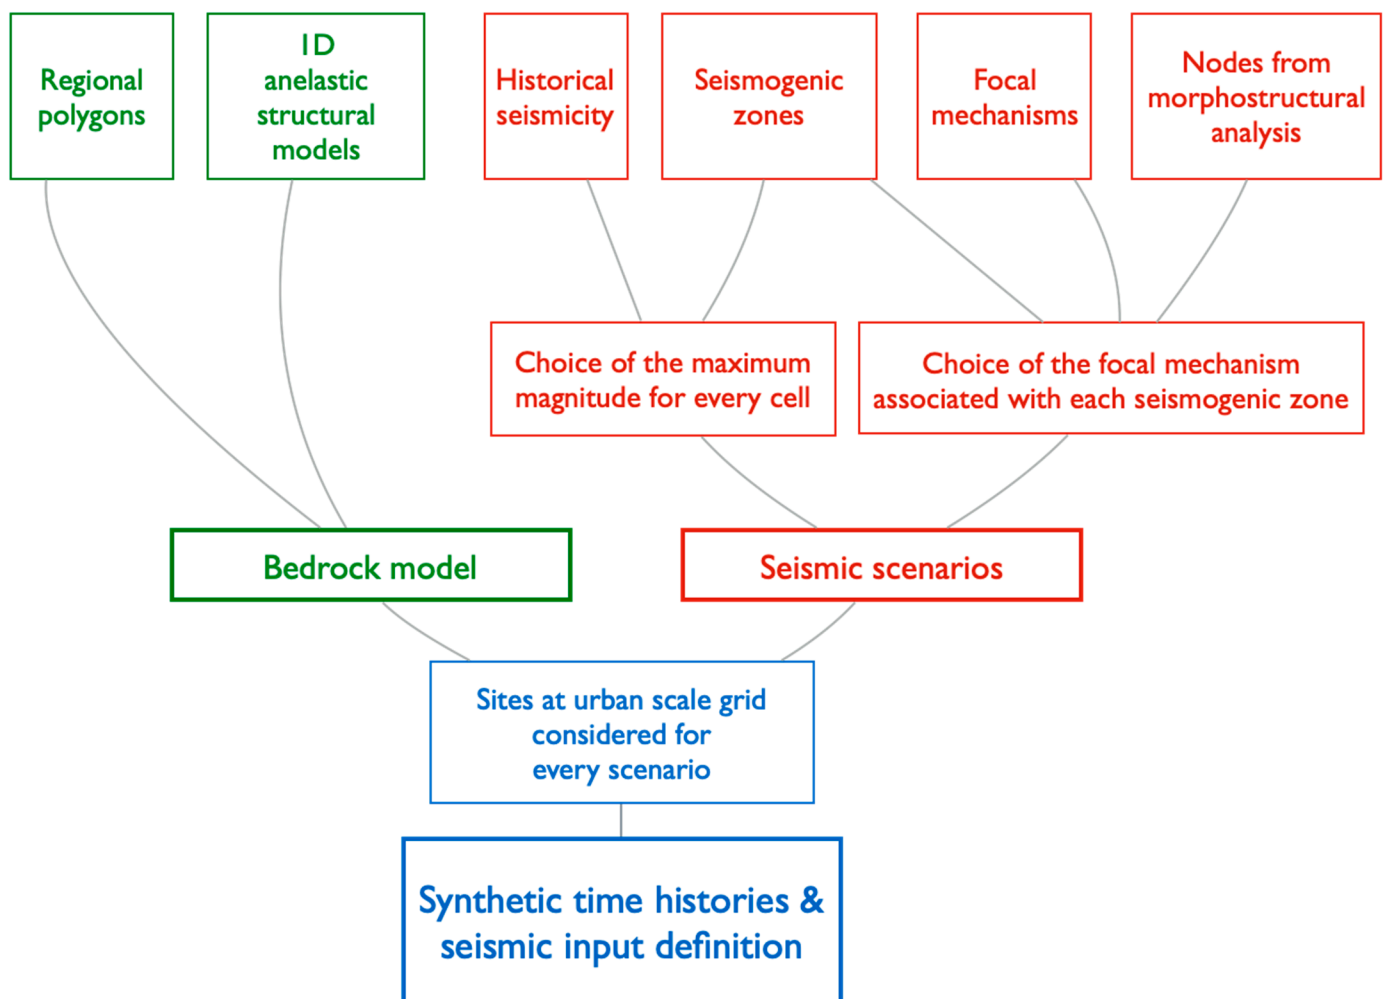 Regional
polygons
1D
anelastic
structural
models
Historical
seismicity
Seismogenic
zones
Focal
mechanisms
Nodes from
morphostructural
analysis
Choice of the maximum
magnitude for every cell
Choice of the focal mechanism
associated with each seismogenic zone
Bedrock model
Seismic scenarios
Sites at urban scale grid
considered for
every scenario
Synthetic time histories &
seismic input definition